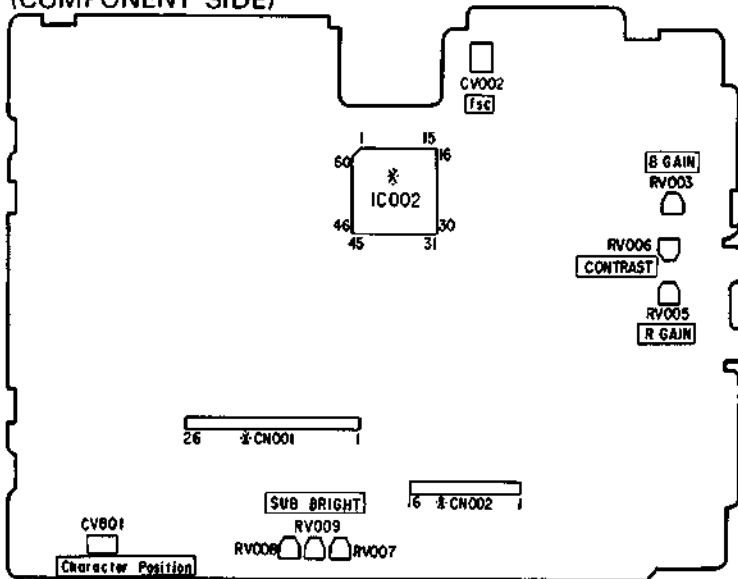 (COMPONENT SIDE)
CV002
fsc
1 15
60 16
※
IC002
46 30
45 31
B GAIN
RV003
RV006
CONTRAST
RV005
R GAIN
26 ※CN001 1
16 ※CN002 1
SUB BRIGHT
RV009
RV008 RV007
CV801
Character Position